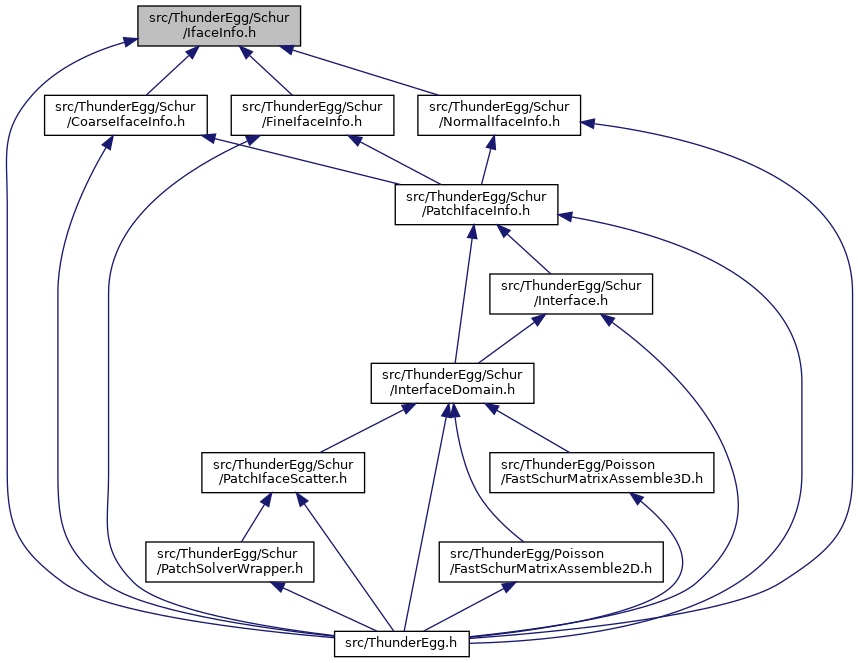 src/ThunderEgg/Schur
/IfaceInfo.h
src/ThunderEgg/Schur
/CoarseIfaceInfo.h
src/ThunderEgg/Schur
/FineIfaceInfo.h
src/ThunderEgg/Schur
/NormalIfaceInfo.h
src/ThunderEgg/Schur
/PatchIfaceInfo.h
src/ThunderEgg/Schur
/Interface.h
src/ThunderEgg/Schur
/InterfaceDomain.h
src/ThunderEgg/Schur
/PatchIfaceScatter.h
src/ThunderEgg/Poisson
/FastSchurMatrixAssemble3D.h
src/ThunderEgg/Schur
/PatchSolverWrapper.h
src/ThunderEgg/Poisson
/FastSchurMatrixAssemble2D.h
src/ThunderEgg.h